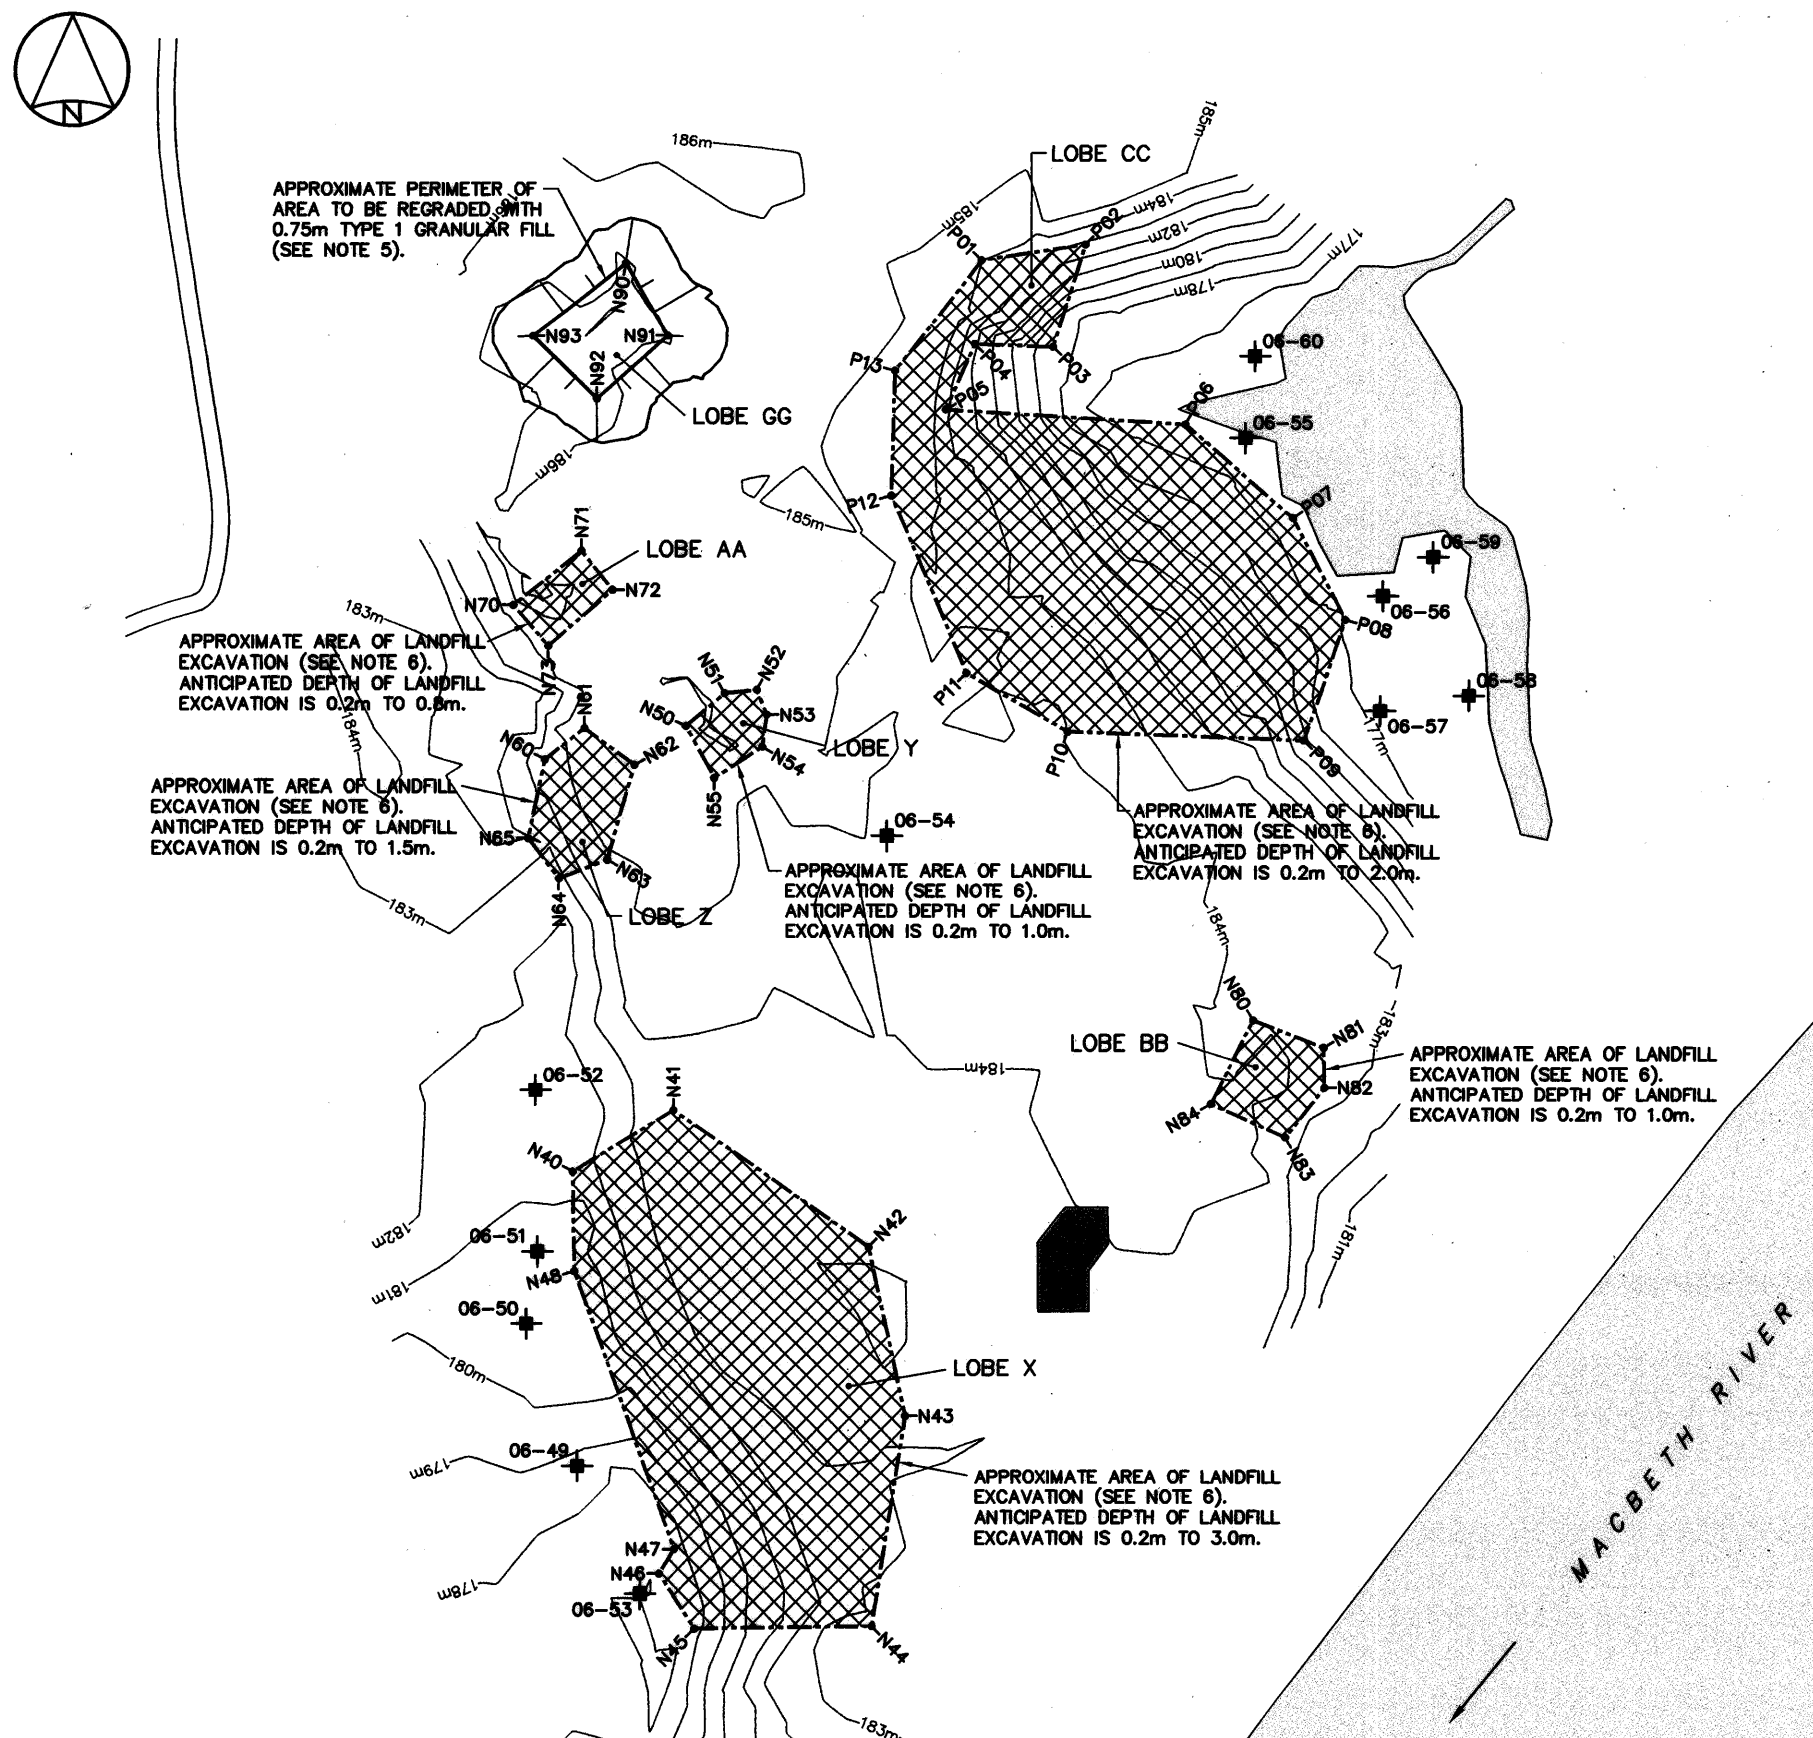 N
186m
185m
LOBE CC
APPROXIMATE PERIMETER OF
AREA TO BE REGRADED WITH
0.75m TYPE 1 GRANULAR FILL
(SEE NOTE 5).
186m
185m
P01
P02
184m
182m
180m
178m
177m
N90
N93
N91
N92
LOBE GG
186m
P13
P04
P03
P05
P06
06-60
06-55
P12
185m
P07
06-59
06-56
P08
06-58
06-57
177m
N71
LOBE AA
N70
N72
183m
APPROXIMATE AREA OF LANDFILL
EXCAVATION (SEE NOTE 6).
ANTICIPATED DEPTH OF LANDFILL
EXCAVATION IS 0.2m TO 0.8m.
N73
184m
N51
N52
N50
N53
N54
N55
LOBE Y
P11
P10
P09
N61
N60
N62
APPROXIMATE AREA OF LANDFILL
EXCAVATION (SEE NOTE 6).
ANTICIPATED DEPTH OF LANDFILL
EXCAVATION IS 0.2m TO 1.5m.
N65
N63
N64
LOBE Z
183m
06-54
APPROXIMATE AREA OF LANDFILL
EXCAVATION (SEE NOTE 6).
ANTICIPATED DEPTH OF LANDFILL
EXCAVATION IS 0.2m TO 1.0m.
APPROXIMATE AREA OF LANDFILL
EXCAVATION (SEE NOTE 6).
ANTICIPATED DEPTH OF LANDFILL
EXCAVATION IS 0.2m TO 2.0m.
184m
N80
LOBE BB
N81
183m
N82
N84
N83
APPROXIMATE AREA OF LANDFILL
EXCAVATION (SEE NOTE 6).
ANTICIPATED DEPTH OF LANDFILL
EXCAVATION IS 0.2m TO 1.0m.
184m
06-52
N41
N40
182m
06-51
N42
181m
N48
181m
06-50
180m
LOBE X
N43
06-49
179m
APPROXIMATE AREA OF LANDFILL
EXCAVATION (SEE NOTE 6).
ANTICIPATED DEPTH OF LANDFILL
EXCAVATION IS 0.2m TO 3.0m.
N47
N46
178m
06-53
N45
N44
183m
MACBETH RIVER